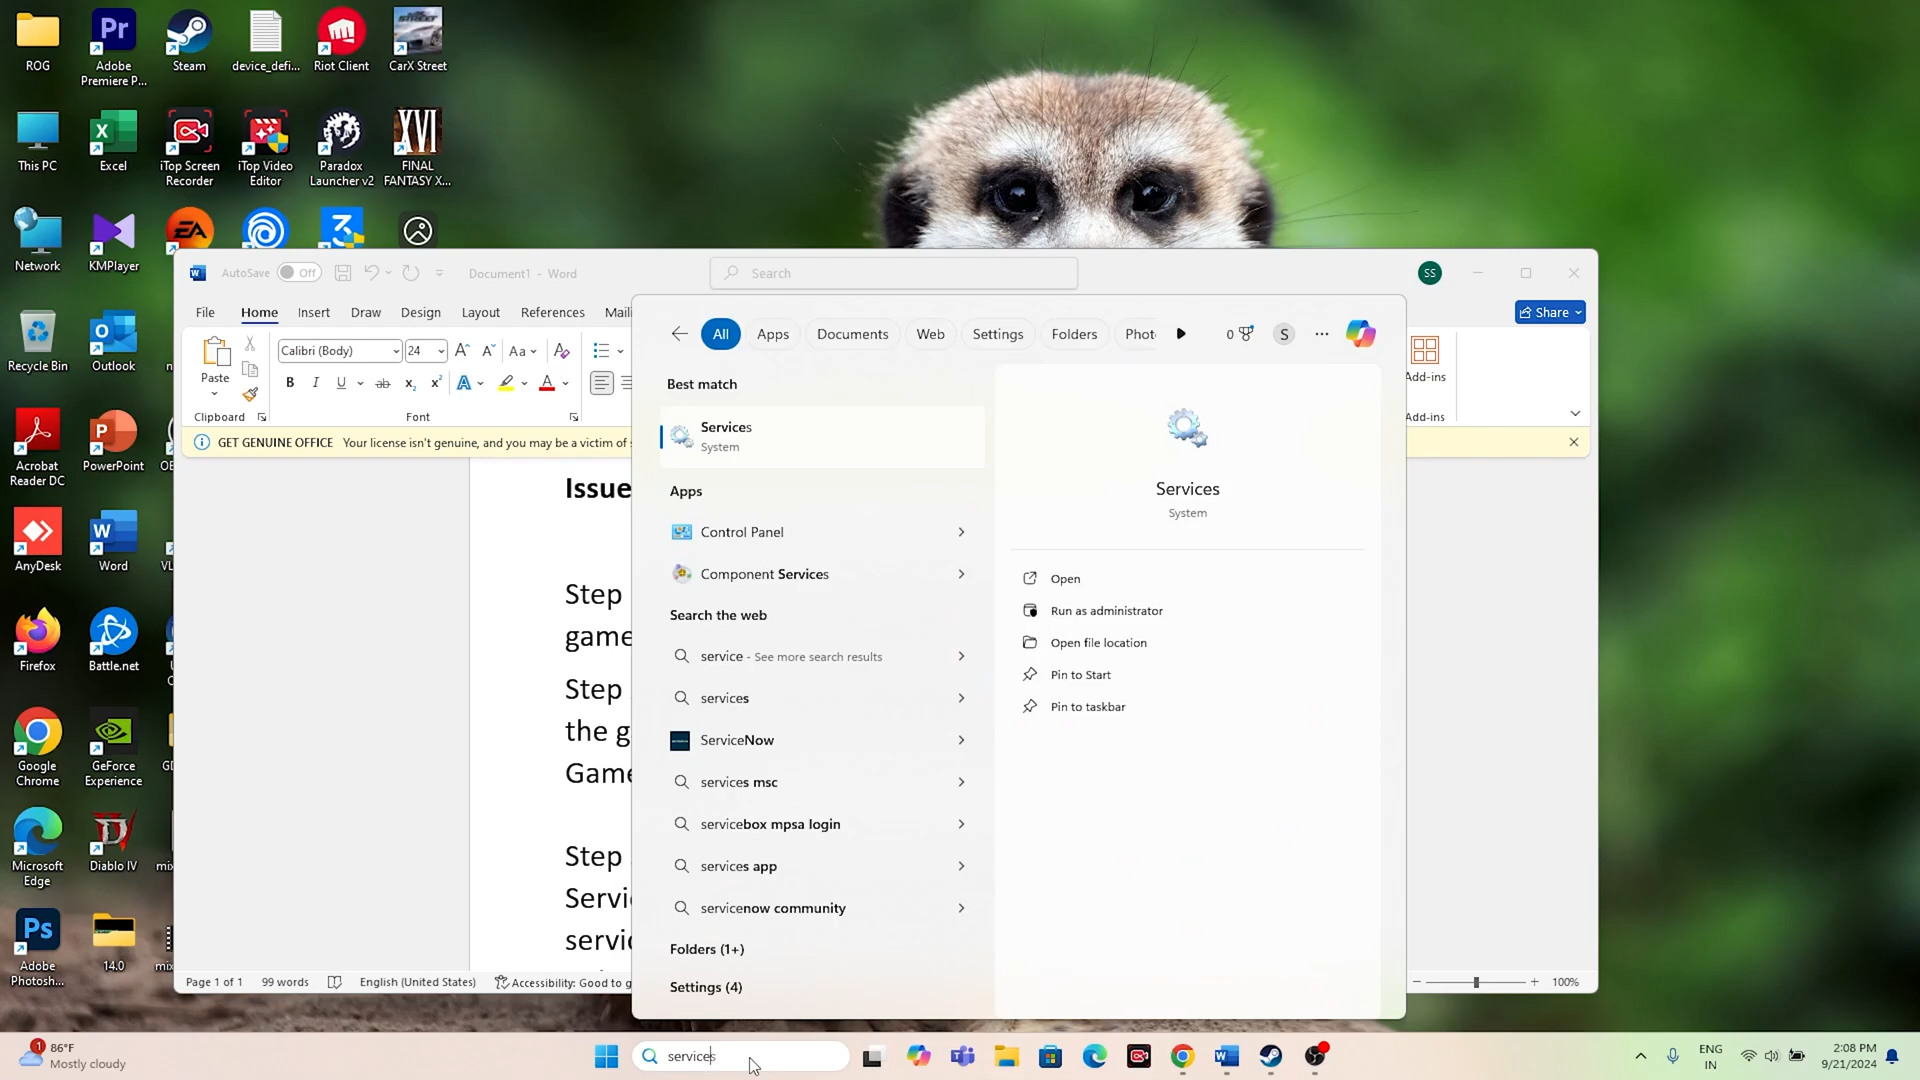 ROG
Adobe
Premiere P...
Steam
device_defi...
Riot Client
CarX Street
This PC
Excel
iTop Screen
Recorder
iTop Video
Editor
Paradox
Launcher v2
XVI
FINAL
FANTASY X...
Network
KMPlayer
EA
Recycle Bin
Outlook
Acrobat
Reader DC
PowerPoint
AnyDesk
Word
Firefox
Battle.net
Google
Chrome
GeForce
Experience
Microsoft
Edge
Diablo IV
Adobe
Photosh...
14.0
AutoSave
Off
Document1 - Word
Search
SS
File
Home
Insert
Draw
Design
Layout
References
Share
Paste
Clipboard
Calibri (Body)
24
Font
Add-ins
Add-ins
GET GENUINE OFFICE Your license isn't genuine, and you may be a victim of
Issue
Step
game
Step
the g
Game
Step
Servi
servi
Page 1 of 1
99 words
English (United States)
Accessibility: Good to g
100%
All
Apps
Documents
Web
Settings
Folders
Phot
0
S
Best match
Services
System
Apps
Control Panel
Component Services
Search the web
service - See more search results
services
ServiceNow
services msc
servicebox mpsa login
services app
servicenow community
Folders (1+)
Settings (4)
Services
System
Open
Run as administrator
Open file location
Pin to Start
Pin to taskbar
1
86°F
Mostly cloudy
services
ENG
IN
2:08 PM
9/21/2024